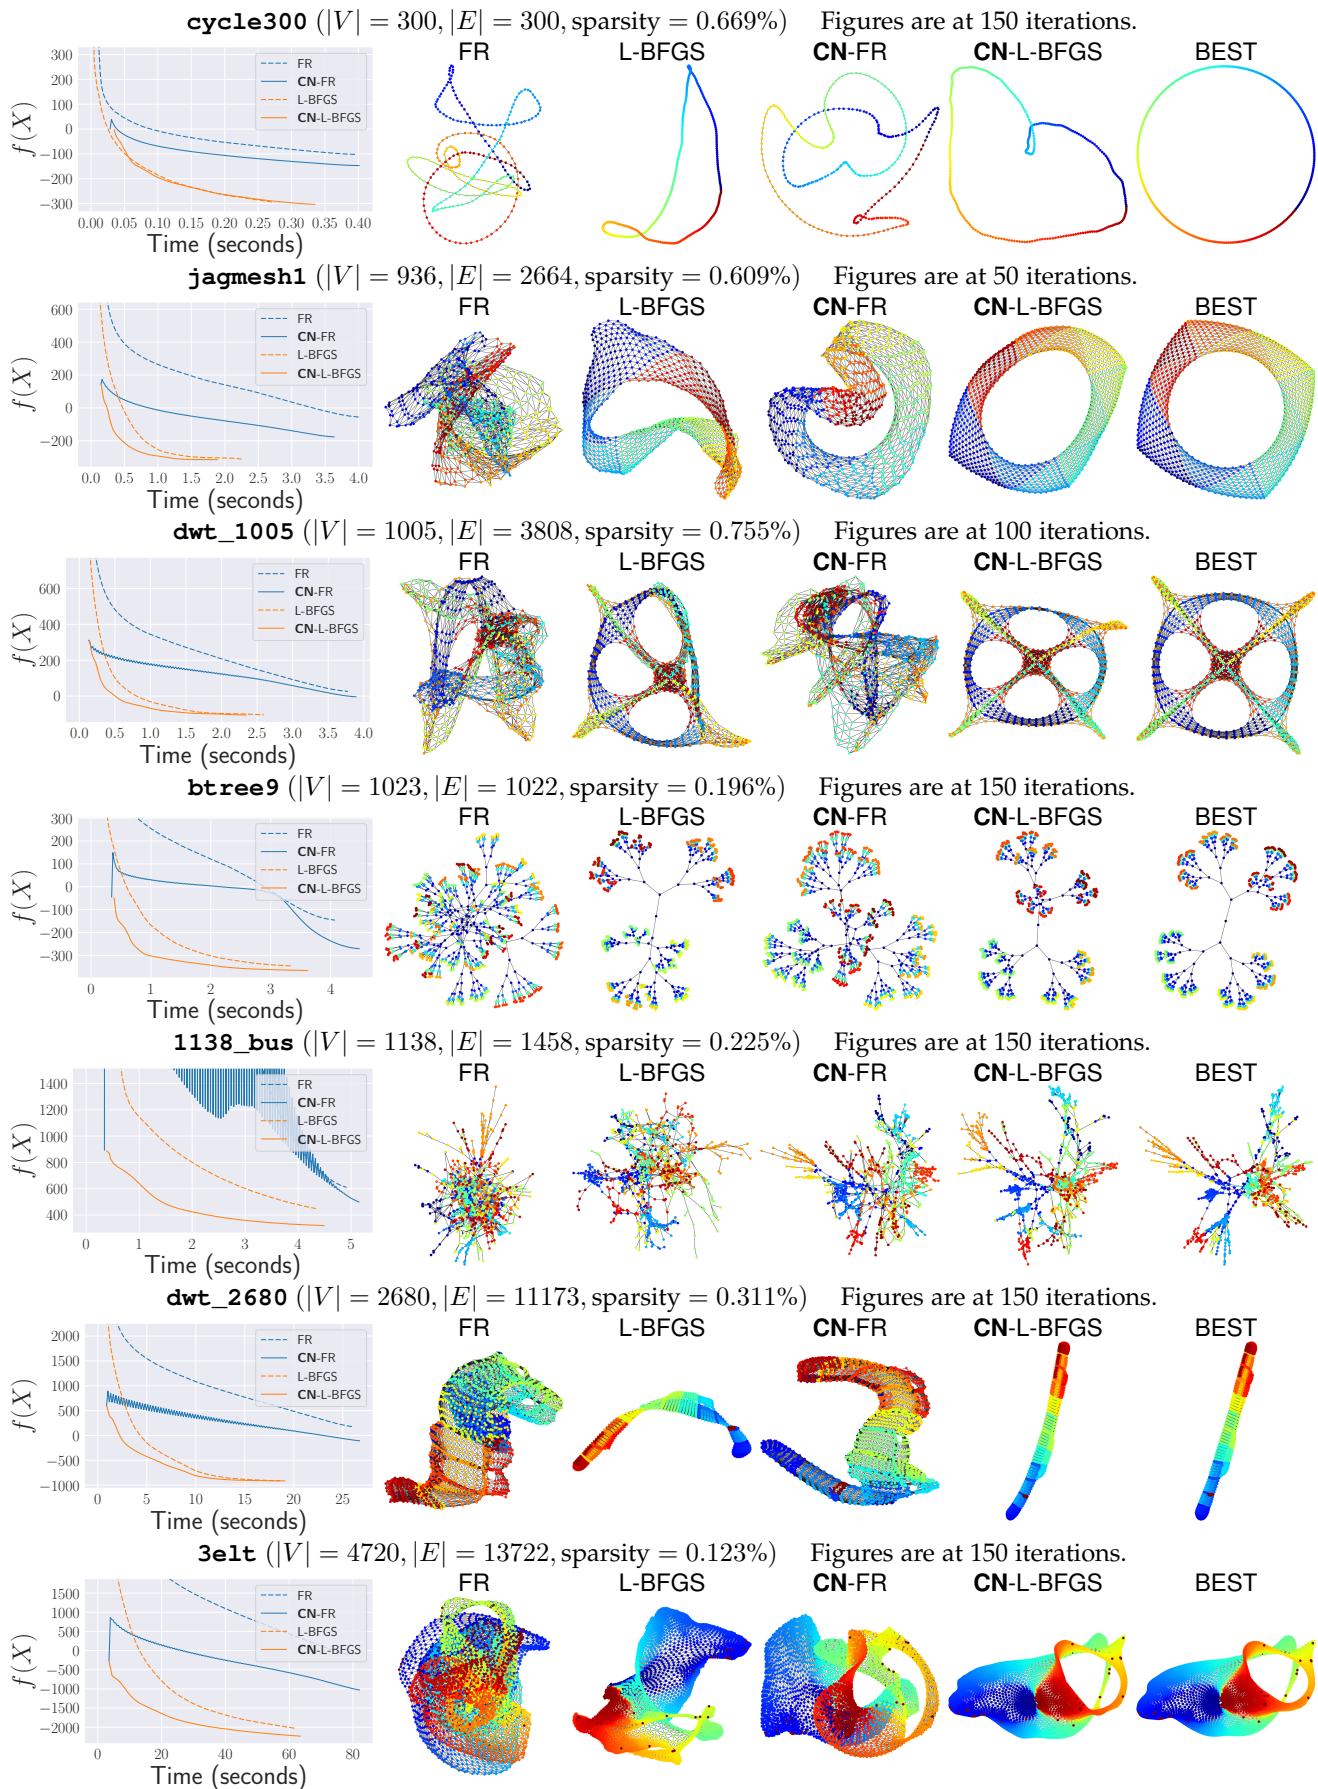 cycle300 (|V| = 300, |E| = 300, sparsity = 0.669%) Figures are at 150 iterations.
FR L-BFGS CN-FR CN-L-BFGS BEST
300
200
100
0
−100
−200
−300
f(X)
FR
CN-FR
L-BFGS
CN-L-BFGS
0.00 0.05 0.10 0.15 0.20 0.25 0.30 0.35 0.40
Time (seconds)
jagmesh1 (|V| = 936, |E| = 2664, sparsity = 0.609%) Figures are at 50 iterations.
FR L-BFGS CN-FR CN-L-BFGS BEST
600
400
200
0
−200
f(X)
FR
CN-FR
L-BFGS
CN-L-BFGS
0.0 0.5 1.0 1.5 2.0 2.5 3.0 3.5 4.0
Time (seconds)
dwt_1005 (|V| = 1005, |E| = 3808, sparsity = 0.755%) Figures are at 100 iterations.
FR L-BFGS CN-FR CN-L-BFGS BEST
600
400
200
0
f(X)
FR
CN-FR
L-BFGS
CN-L-BFGS
0.0 0.5 1.0 1.5 2.0 2.5 3.0 3.5 4.0
Time (seconds)
btree9 (|V| = 1023, |E| = 1022, sparsity = 0.196%) Figures are at 150 iterations.
FR L-BFGS CN-FR CN-L-BFGS BEST
300
200
100
0
−100
−200
−300
f(X)
FR
CN-FR
L-BFGS
CN-L-BFGS
0 1 2 3 4
Time (seconds)
1138_bus (|V| = 1138, |E| = 1458, sparsity = 0.225%) Figures are at 150 iterations.
FR L-BFGS CN-FR CN-L-BFGS BEST
1400
1200
1000
800
600
400
f(X)
FR
CN-FR
L-BFGS
CN-L-BFGS
0 1 2 3 4 5
Time (seconds)
dwt_2680 (|V| = 2680, |E| = 11173, sparsity = 0.311%) Figures are at 150 iterations.
FR L-BFGS CN-FR CN-L-BFGS BEST
2000
1500
1000
500
0
−500
−1000
f(X)
FR
CN-FR
L-BFGS
CN-L-BFGS
0 5 10 15 20 25
Time (seconds)
3elt (|V| = 4720, |E| = 13722, sparsity = 0.123%) Figures are at 150 iterations.
FR L-BFGS CN-FR CN-L-BFGS BEST
1500
1000
500
0
−500
−1000
−1500
−2000
f(X)
FR
CN-FR
L-BFGS
CN-L-BFGS
0 20 40 60 80
Time (seconds)